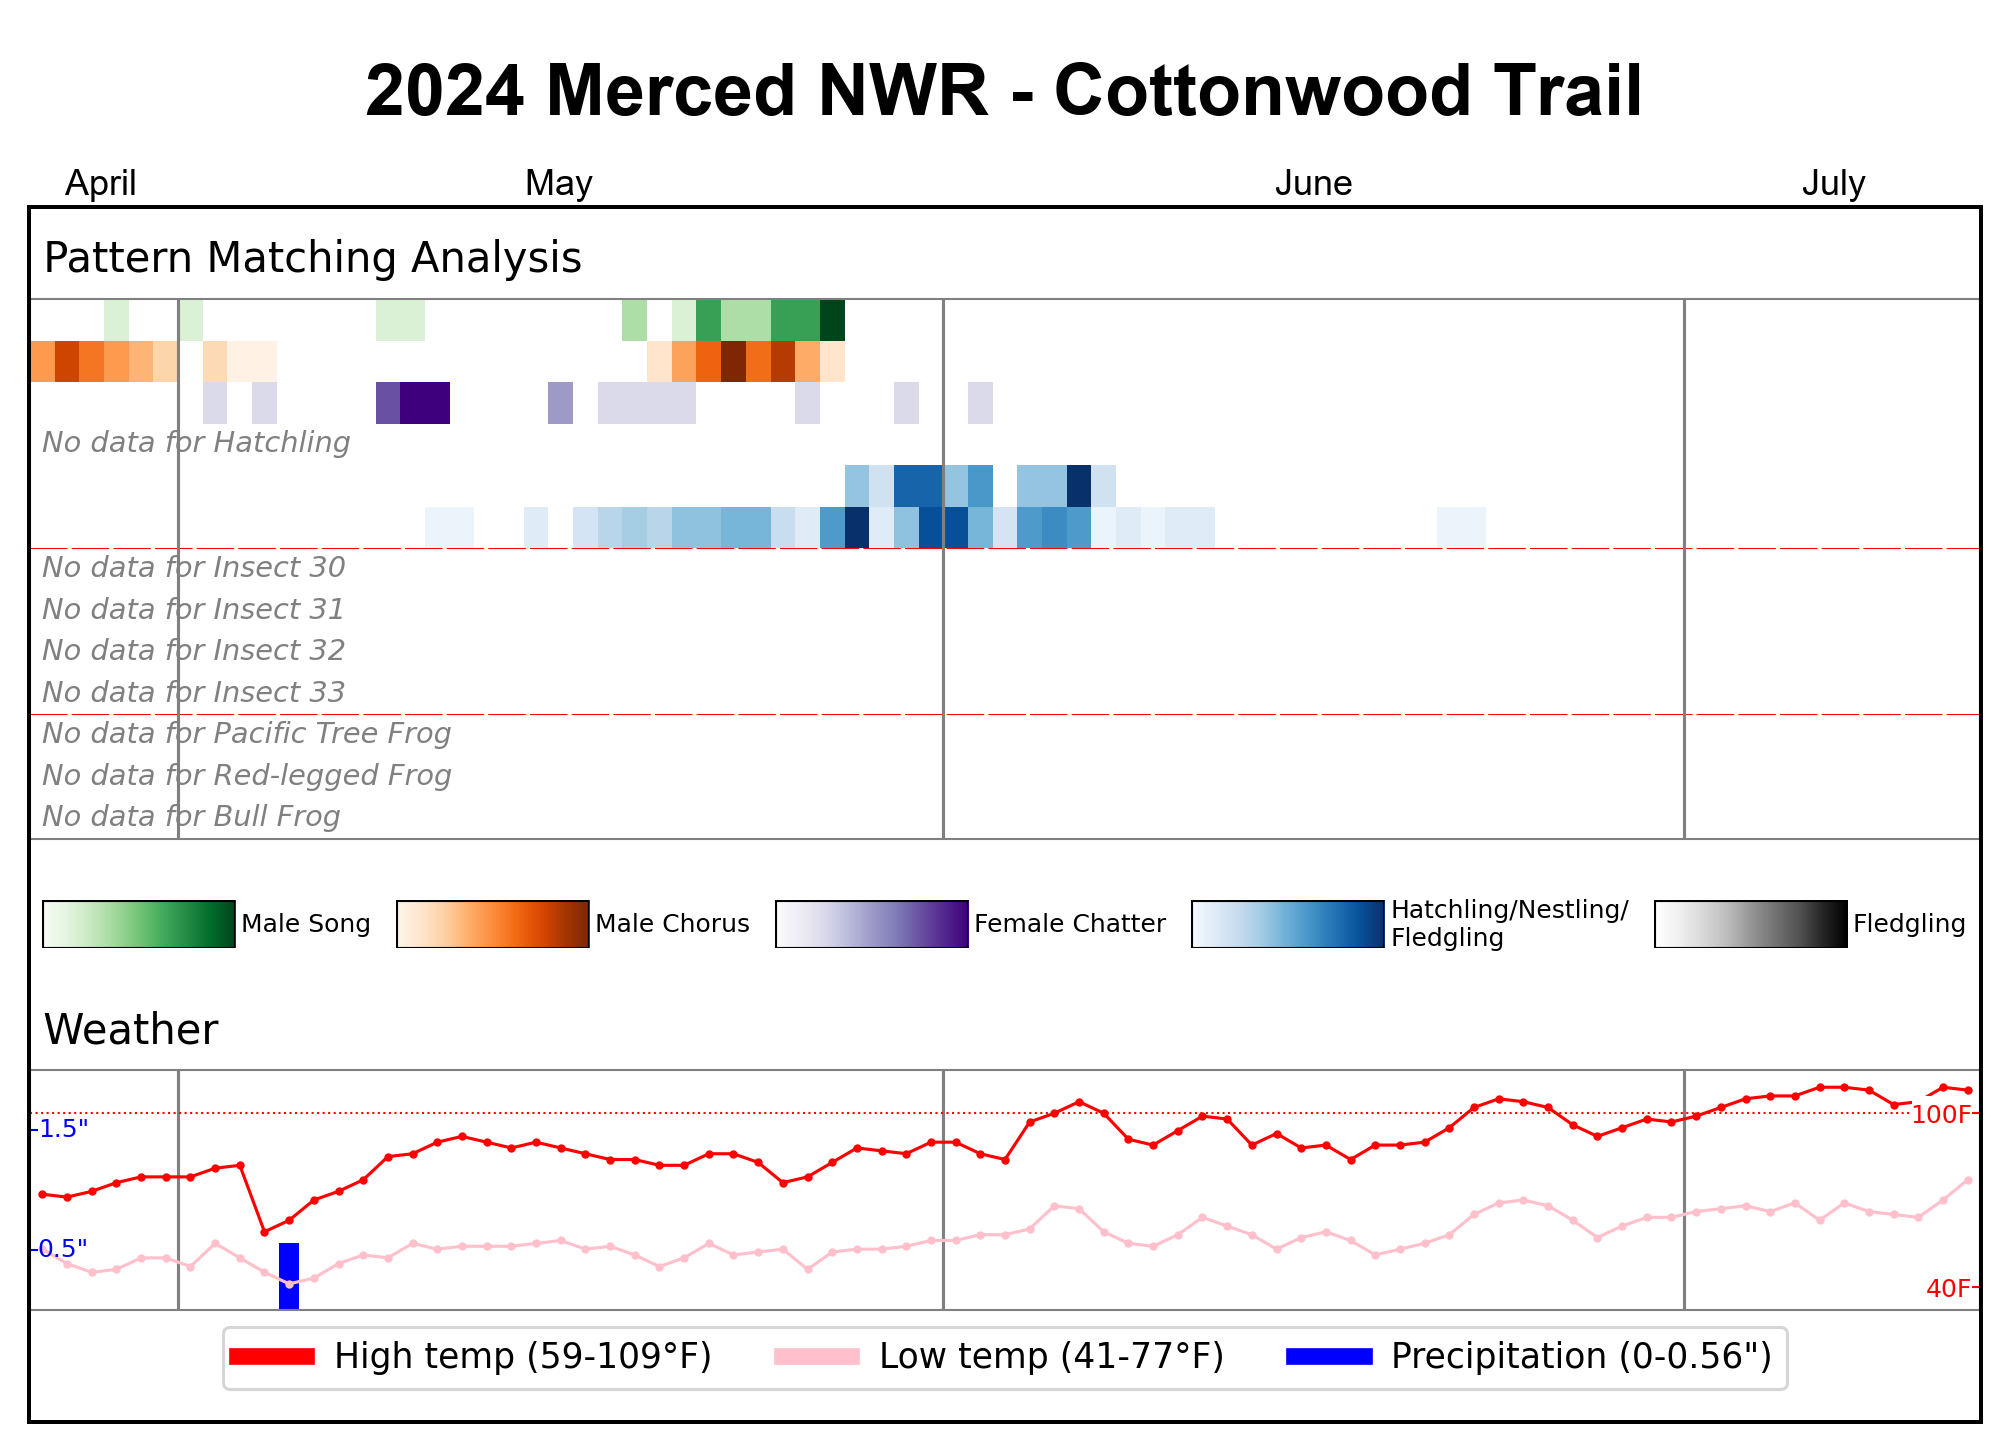 2024 Merced NWR - Cottonwood Trail
April May June July
Pattern Matching Analysis
No data for Hatchling
No data for Insect 30
No data for Insect 31
No data for Insect 32
No data for Insect 33
No data for Pacific Tree Frog
No data for Red-legged Frog
No data for Bull Frog
Male Song Male Chorus Female Chatter Hatchling/Nestling/ Fledgling
Fledgling
Weather
1.5" 100F
0.5" 40F
High temp (59-109°F) Low temp (41-77°F) Precipitation (0-0.56")